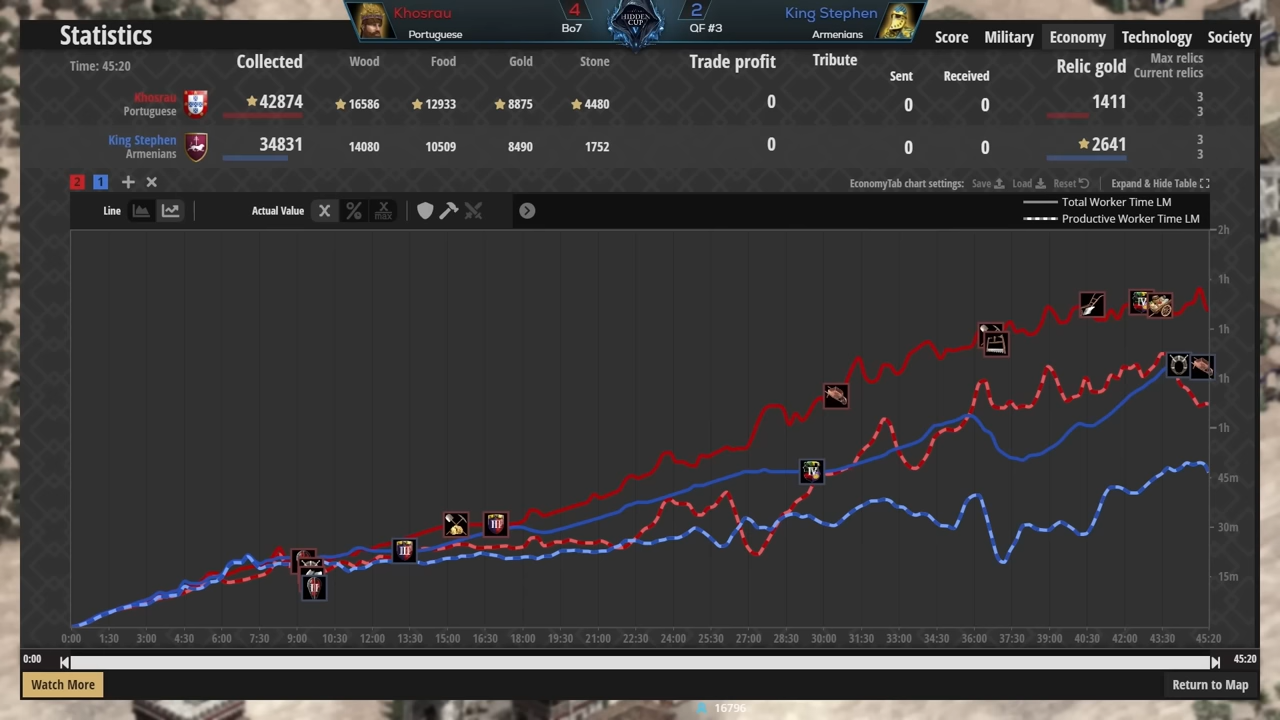 Khosrau 4 2 King Stephen
Portuguese Bo7 HIDDEN CUP QF #3 Armenians
Statistics
Score Military Economy Technology Society
Time: 45:20
Collected Wood Food Gold Stone Trade profit Tribute Sent Received Relic gold Max relics
Current relics
Khosrau
Portuguese
42874 16586 12933 8875 4480 0 0 0 1411 3
3
King Stephen
Armenians
34831 14080 10509 8490 1752 0 0 0 2641 3
3
2 1 + ×
EconomyTab chart settings: Save Load Reset Expand & Hide Table
Line Actual Value X % X max
Total Worker Time LM
Productive Worker Time LM
2h
1h
1h
1h
1h
45m
30m
15m
IV
IV
III
III
II
0:00 1:30 3:00 4:30 6:00 7:30 9:00 10:30 12:00 13:30 15:00 16:30 18:00 19:30 21:00 22:30 24:00 25:30 27:00 28:30 30:00 31:30 33:00 34:30 36:00 37:30 39:00 40:30 42:00 43:30 45:20
0:00 45:20
Watch More Return to Map
16796